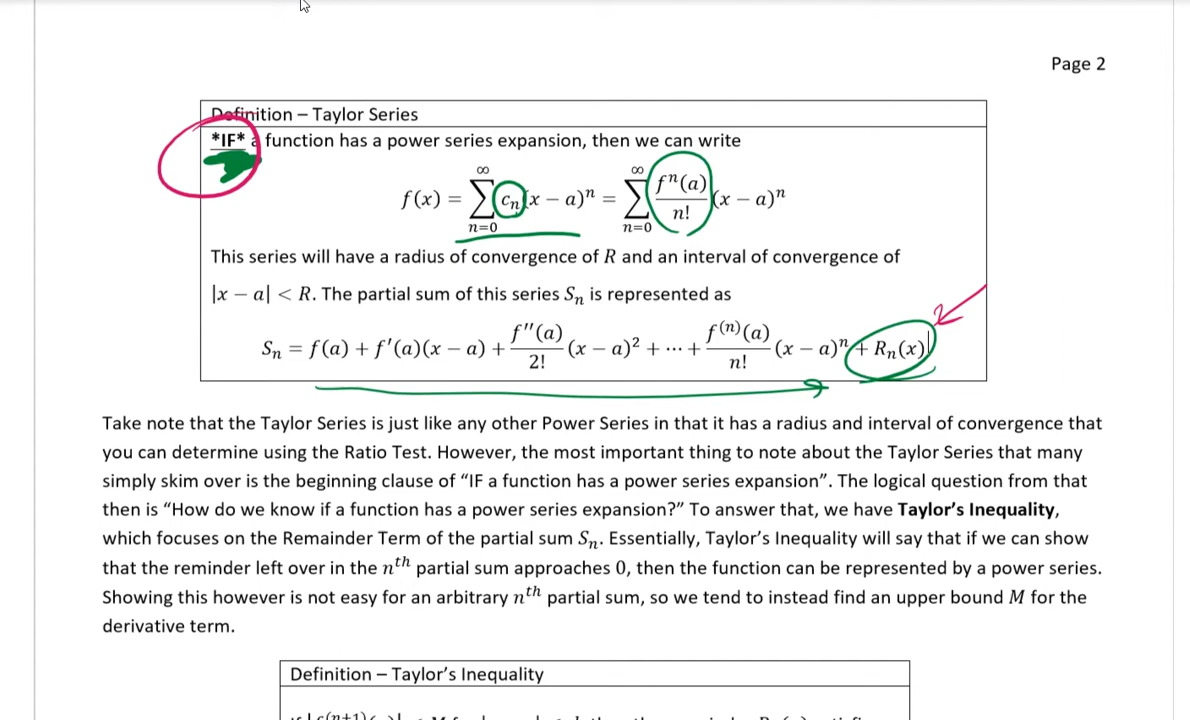 Page 2
Definition – Taylor Series
*IF* a function has a power series expansion, then we can write
f(x) = ∑_{n=0}^{∞} c_n(x − a)^n = ∑_{n=0}^{∞} f^n(a)/n! (x − a)^n
This series will have a radius of convergence of R and an interval of convergence of
|x − a| < R. The partial sum of this series S_n is represented as
S_n = f(a) + f′(a)(x − a) + f′′(a)/2! (x − a)^2 + ⋯ + f^(n)(a)/n! (x − a)^n + R_n(x)
Take note that the Taylor Series is just like any other Power Series in that it has a radius and interval of convergence that
you can determine using the Ratio Test. However, the most important thing to note about the Taylor Series that many
simply skim over is the beginning clause of “IF a function has a power series expansion”. The logical question from that
then is “How do we know if a function has a power series expansion?” To answer that, we have Taylor’s Inequality,
which focuses on the Remainder Term of the partial sum S_n. Essentially, Taylor’s Inequality will say that if we can show
that the reminder left over in the n^th partial sum approaches 0, then the function can be represented by a power series.
Showing this however is not easy for an arbitrary n^th partial sum, so we tend to instead find an upper bound M for the
derivative term.
Definition – Taylor’s Inequality